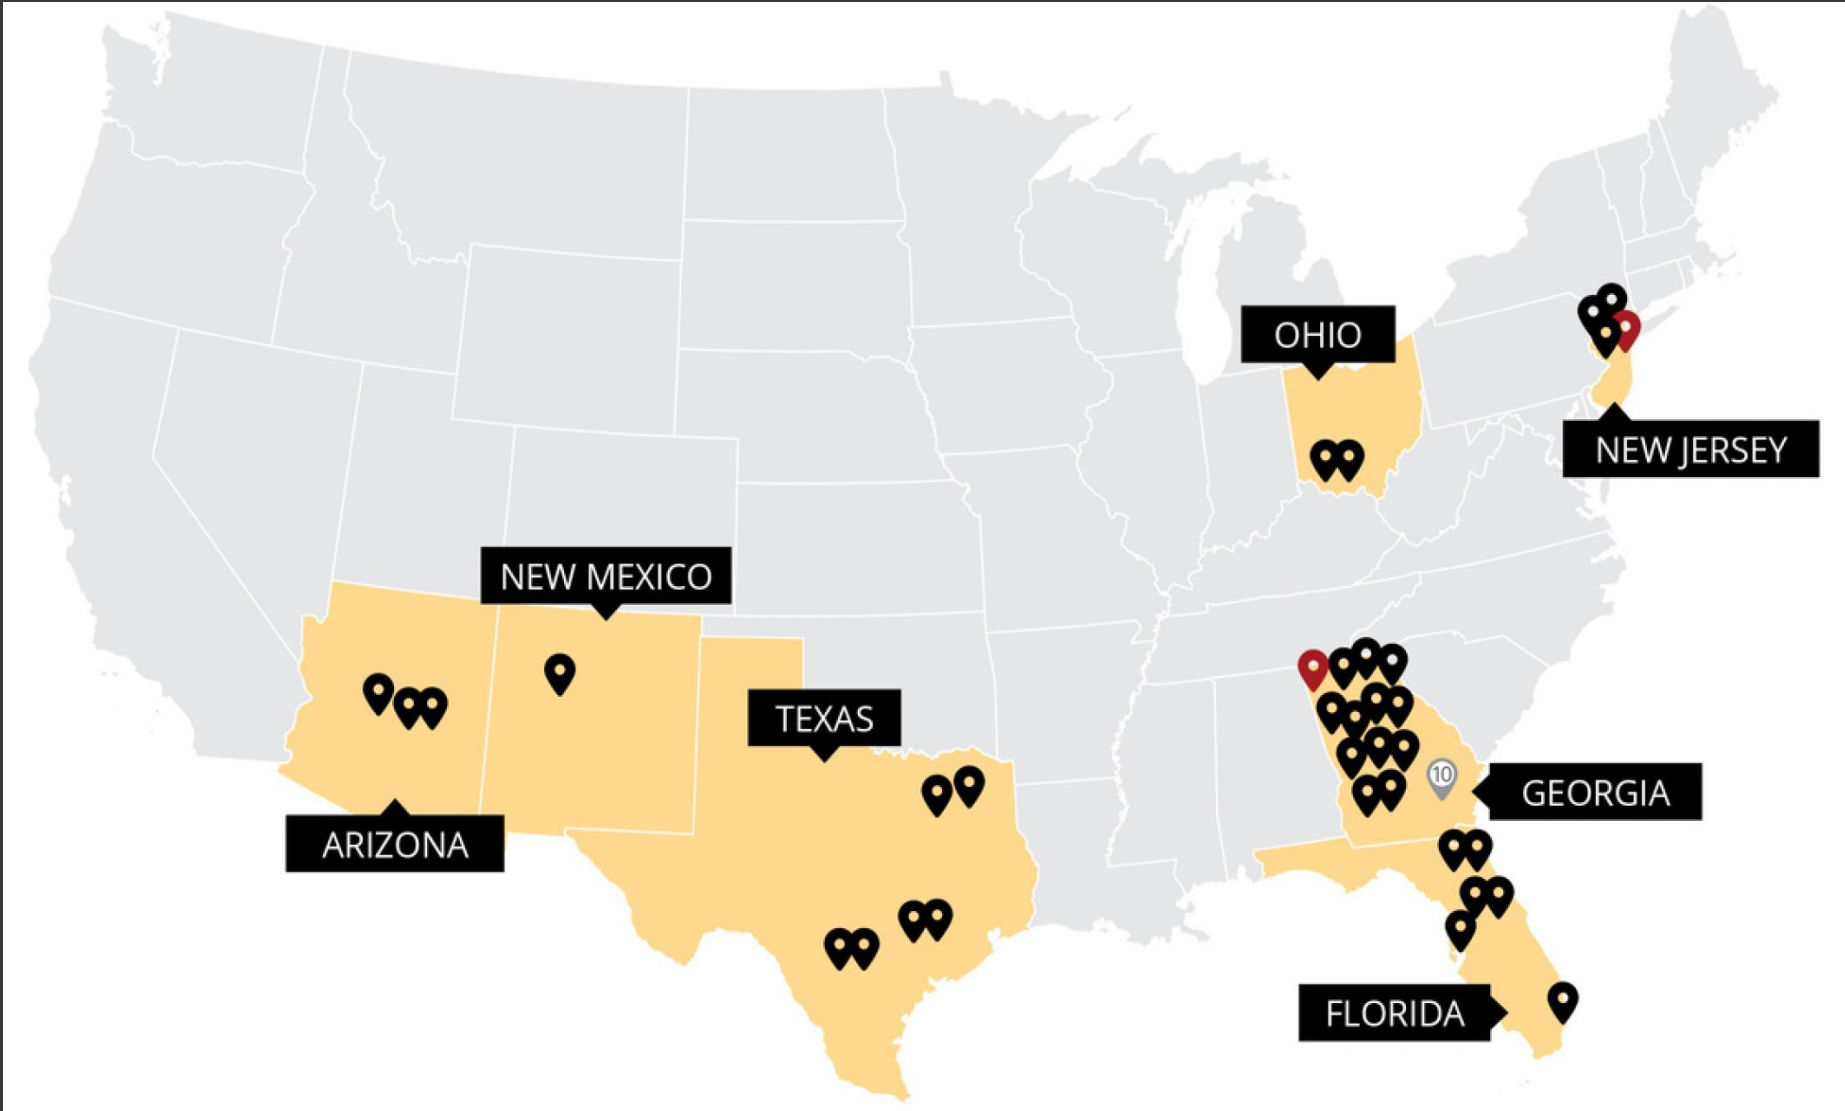 OHIO
NEW JERSEY
NEW MEXICO
TEXAS
10
GEORGIA
ARIZONA
FLORIDA